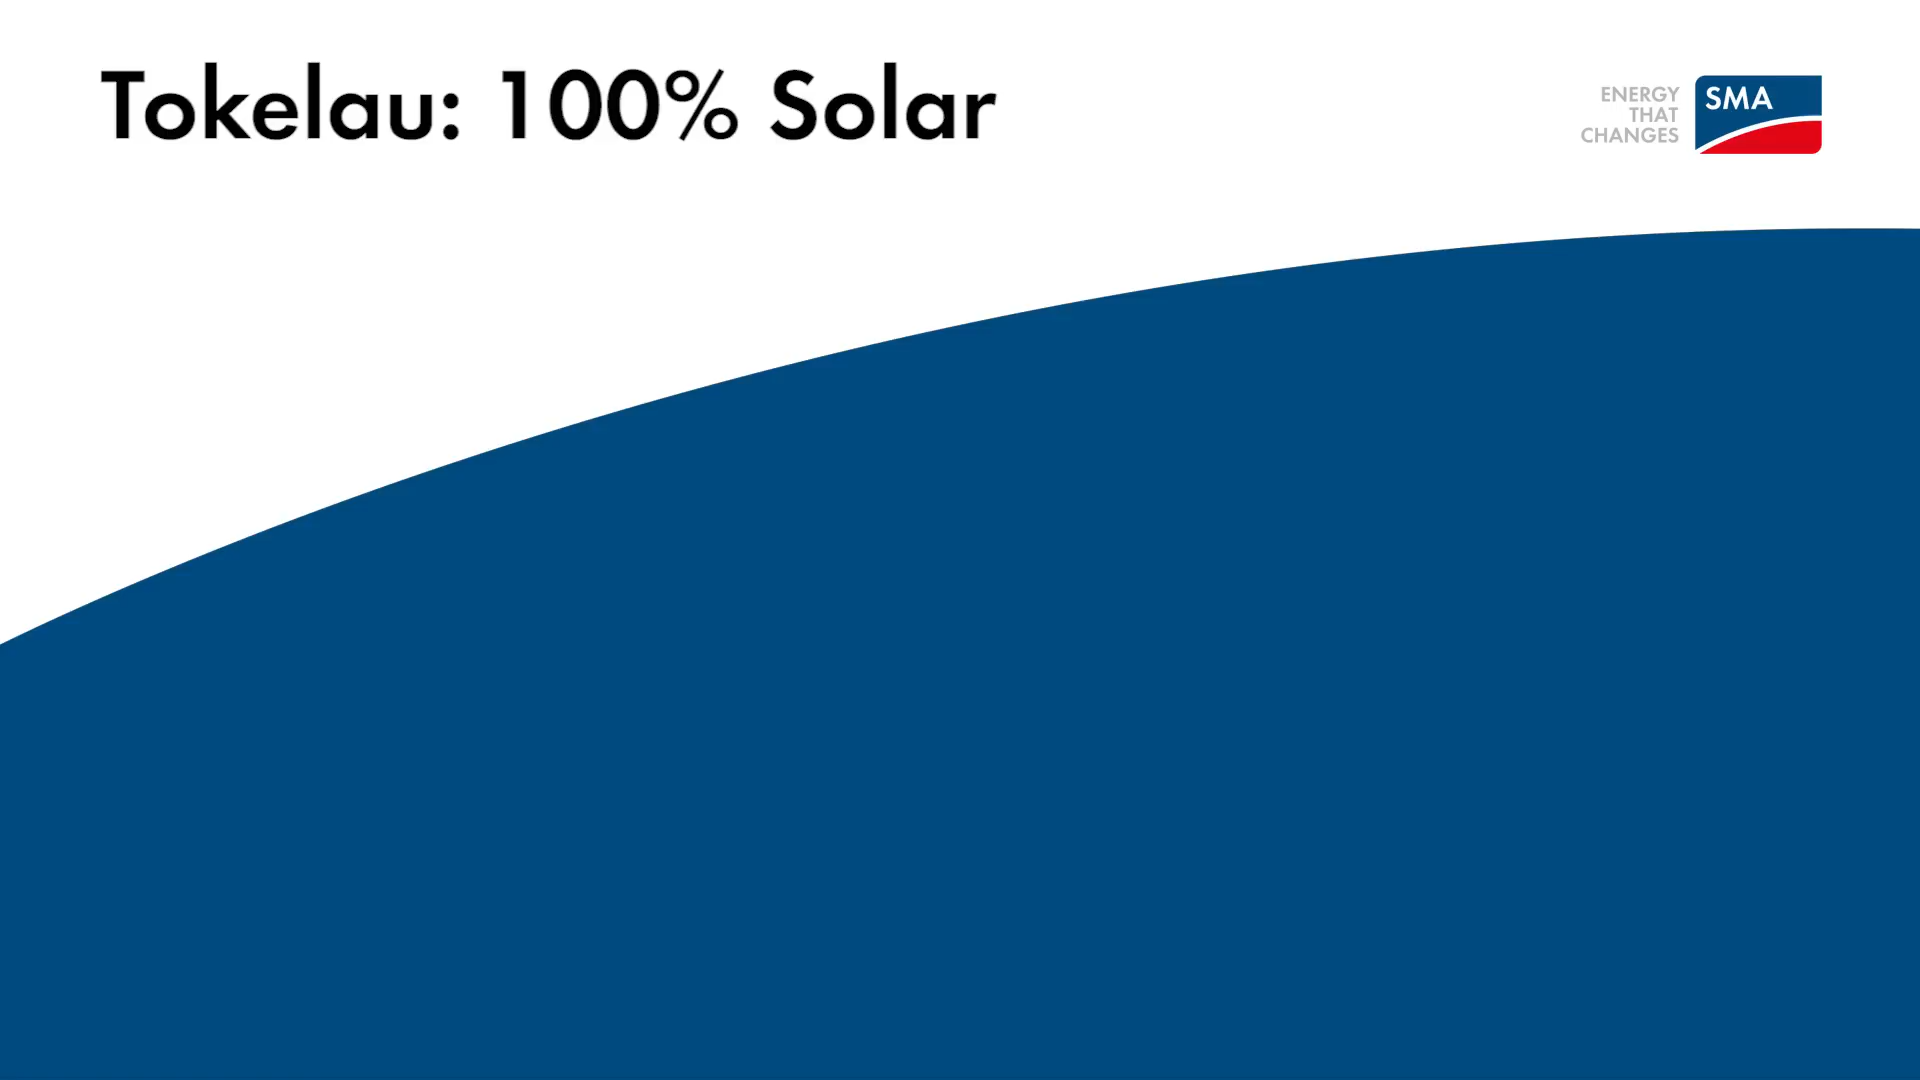 Tokelau: 100% Solar
ENERGY
THAT
CHANGES
SMA